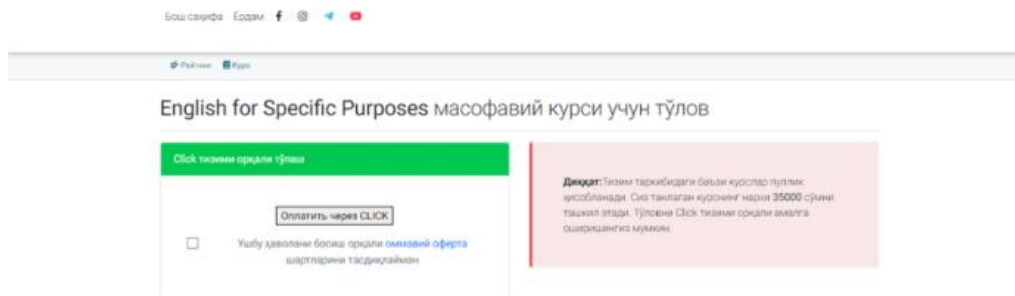 Бош саҳифа Ёрдам
Рейтинг Курс
English for Specific Purposes масофавий курси учун тўлов
Click тизими орқали тўлаш
Оплатить через CLICK
Ушбу ҳаволани босиш орқали оммавий оферта
шартларини тасдиқлайман
Диққат:Тизим таркибидаги баъзи курслар пуллик
ҳисобланади. Сиз танлаган курснинг нархи 35000 сўмни
ташкил этади. Тўловни Click тизими орқали амалга
оширишингиз мумкин.